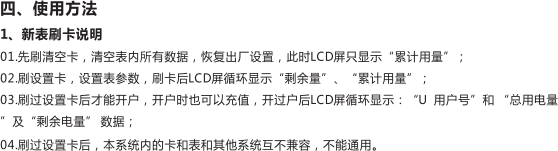 四、使用方法
1、新表刷卡说明
01.先刷清空卡，清空表内所有数据，恢复出厂设置，此时LCD屏只显示“累计用量”；
02.刷设置卡，设置表参数，刷卡后LCD屏循环显示“剩余量”、“累计用量”；
03.刷过设置卡后才能开户，开户时也可以充值，开过户后LCD屏循环显示：“U 用户号”和 “总用电量
”及“剩余电量” 数据；
04.刷过设置卡后，本系统内的卡和表和其他系统互不兼容，不能通用。